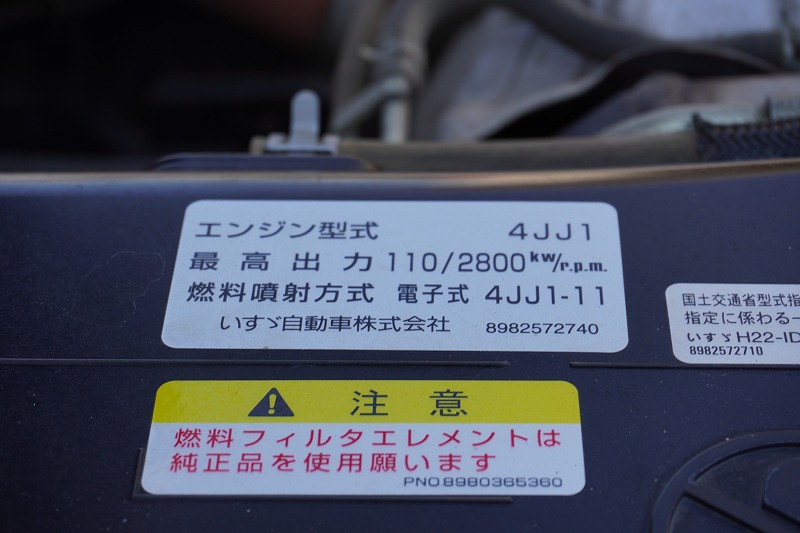 エンジン型式 4JJ1
最高出力 110/2800kw/r.p.m.
燃料噴射方式 電子式 4JJ1-11
いすゞ自動車株式会社 8982572740
国土交通省型式指
指定に係わる一
いすゞH22-ID
8982572710
注意
燃料フィルタエレメントは
純正品を使用願います
PNO8980365360